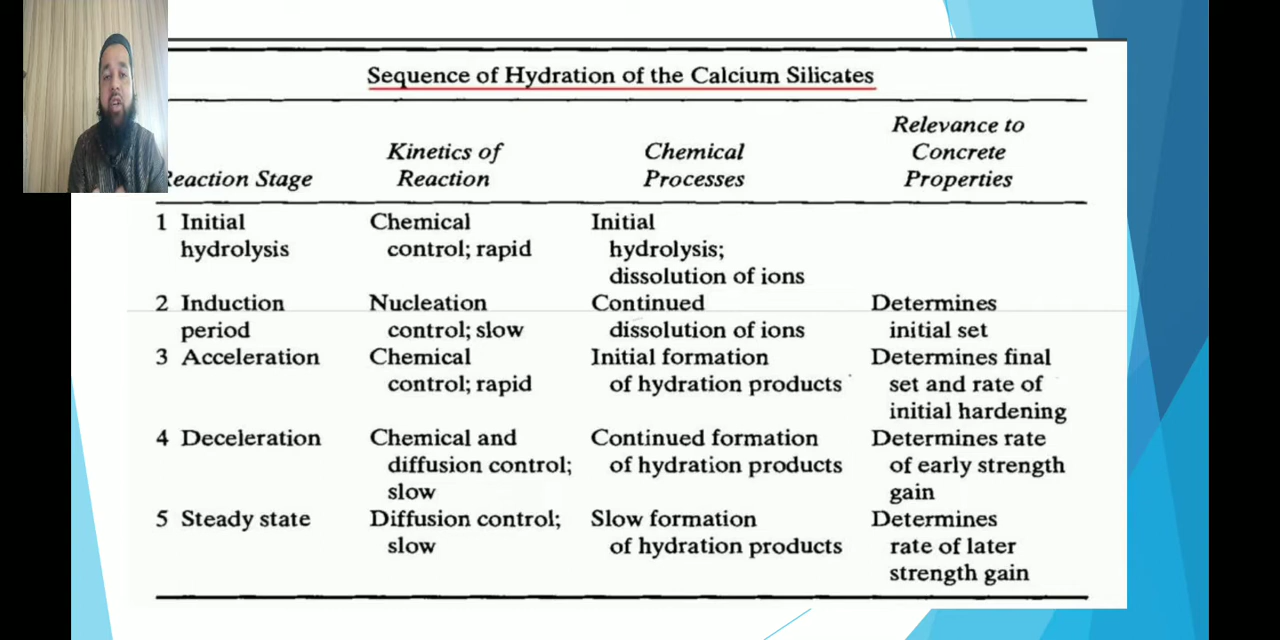 Sequence of Hydration of the Calcium Silicates
Relevance to
Kinetics of Chemical Concrete
Reaction Stage Reaction Processes Properties
1 Initial Chemical Initial
hydrolysis control; rapid hydrolysis;
dissolution of ions
2 Induction Nucleation Continued Determines
period control; slow dissolution of ions initial set
3 Acceleration Chemical Initial formation Determines final
control; rapid of hydration products set and rate of
initial hardening
4 Deceleration Chemical and Continued formation Determines rate
diffusion control; of hydration products of early strength
slow gain
5 Steady state Diffusion control; Slow formation Determines
slow of hydration products rate of later
strength gain